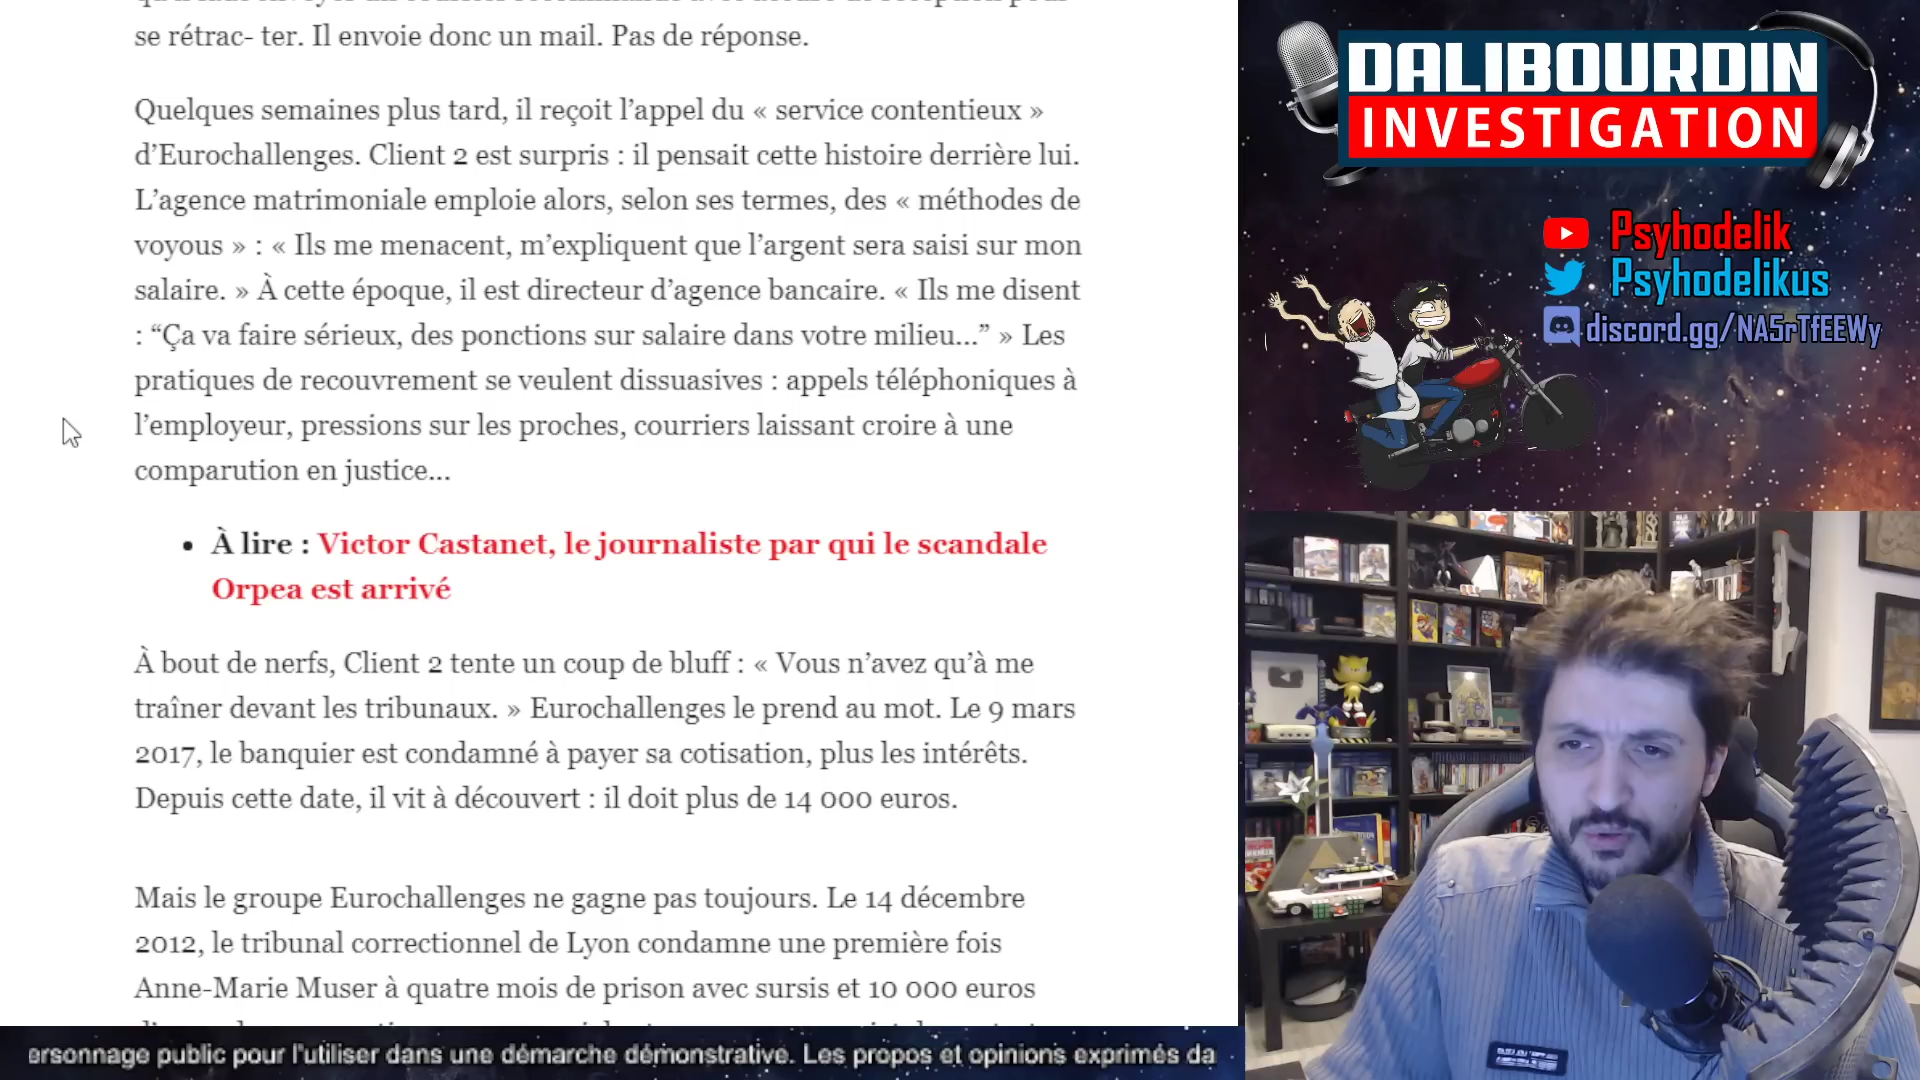 se rétrac- ter. Il envoie donc un mail. Pas de réponse.
Quelques semaines plus tard, il reçoit l’appel du « service contentieux »
d’Eurochallenges. Client 2 est surpris : il pensait cette histoire derrière lui.
L’agence matrimoniale emploie alors, selon ses termes, des « méthodes de
voyous » : « Ils me menacent, m’expliquent que l’argent sera saisi sur mon
salaire. » À cette époque, il est directeur d’agence bancaire. « Ils me disent
: “Ça va faire sérieux, des ponctions sur salaire dans votre milieu...” » Les
pratiques de recouvrement se veulent dissuasives : appels téléphoniques à
l’employeur, pressions sur les proches, courriers laissant croire à une
comparution en justice...
• À lire : Victor Castanet, le journaliste par qui le scandale
Orpea est arrivé
À bout de nerfs, Client 2 tente un coup de bluff : « Vous n’avez qu’à me
traîner devant les tribunaux. » Eurochallenges le prend au mot. Le 9 mars
2017, le banquier est condamné à payer sa cotisation, plus les intérêts.
Depuis cette date, il vit à découvert : il doit plus de 14 000 euros.
Mais le groupe Eurochallenges ne gagne pas toujours. Le 14 décembre
2012, le tribunal correctionnel de Lyon condamne une première fois
Anne-Marie Muser à quatre mois de prison avec sursis et 10 000 euros
ersonnage public pour l'utiliser dans une démarche démonstrative. Les propos et opinions exprimés da
DALIBOURDIN
INVESTIGATION
Psyhodelik
Psyhodelikus
discord.gg/NA5rTfEEWy